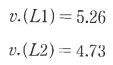 v.(L1) = 5.26
v.(L2) = 4.73